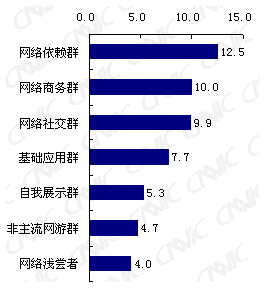 0.0 5.0 10.0 15.0
网络依赖群 12.5
网络商务群 10.0
网络社交群 9.9
基础应用群 7.7
自我展示群 5.3
非主流网游群 4.7
网络浅尝者 4.0